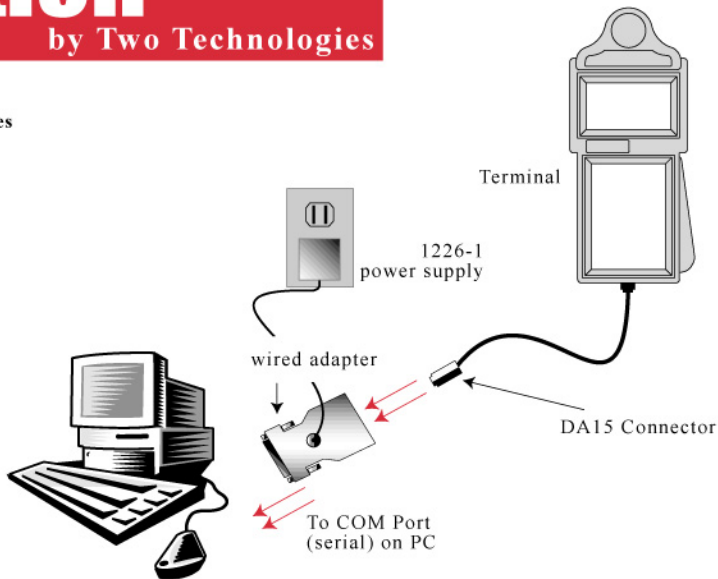 by Two Technologies
Terminal
1226-1
power supply
wired adapter
DA15 Connector
To COM Port
(serial) on PC